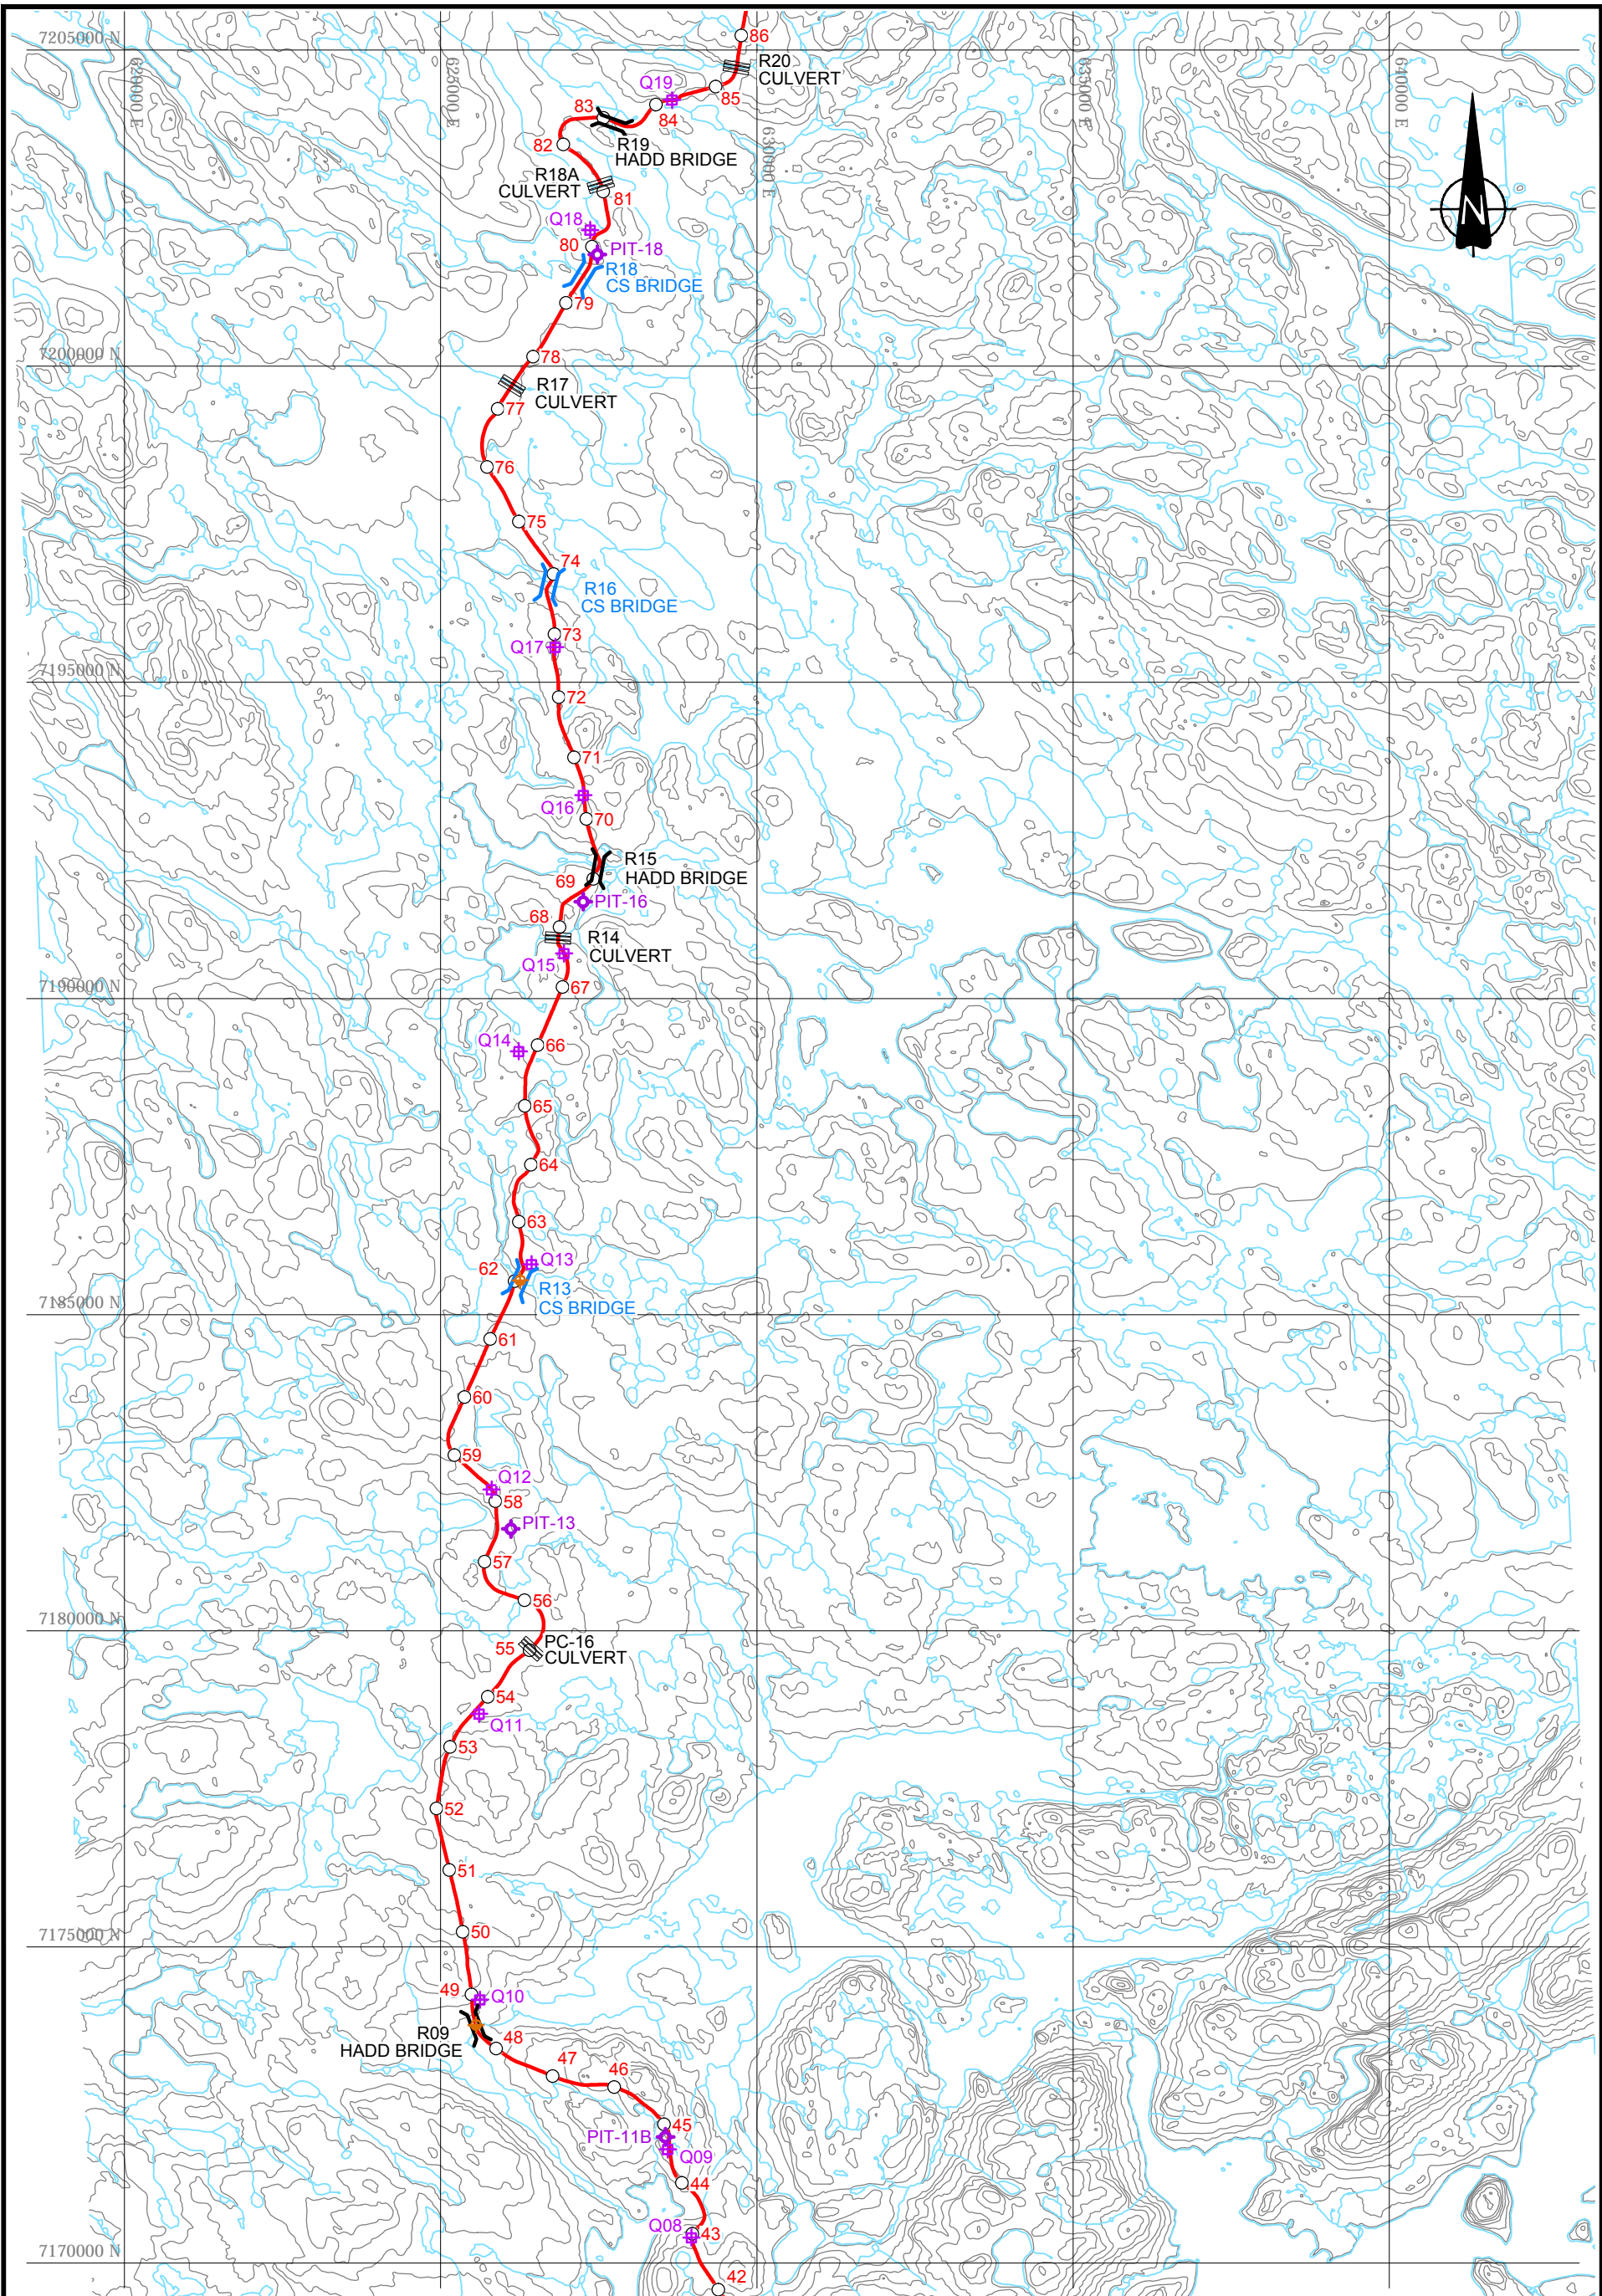 86
7205000 N
620000 E
625000 E
630000 E
635000 E
640000 E
R20
CULVERT
Q19
85
83
84
82
R19
HADD BRIDGE
R18A
CULVERT
81
N
Q18
80
PIT-18
R18
CS BRIDGE
79
7200000 N
78
R17
CULVERT
77
76
75
74
R16
CS BRIDGE
73
Q17
7195000 N
72
71
Q16
70
R15
HADD BRIDGE
69
PIT-16
68
R14
CULVERT
Q15
67
7190000 N
Q14
66
65
64
63
Q13
62
R13
CS BRIDGE
7185000 N
61
60
59
Q12
58
PIT-13
57
56
7180000 N
55
PC-16
CULVERT
54
Q11
53
52
51
50
7175000 N
49
Q10
R09
HADD BRIDGE
48
47
46
45
PIT-11B
Q09
44
Q08
43
7170000 N
42